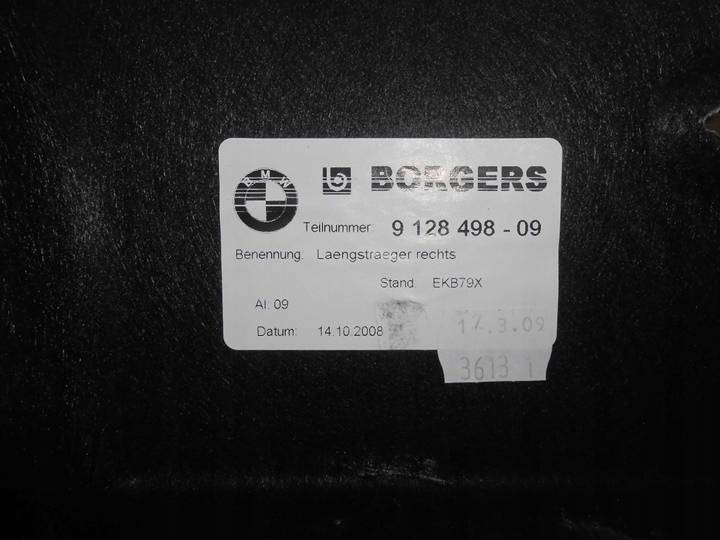 BMW
BORGERS
Teilnummer: 9 128 498 - 09
Benennung: Laengstraeger rechts
Stand: EKB79X
AI: 09
Datum: 14.10.2008
17.3.09
3613 1